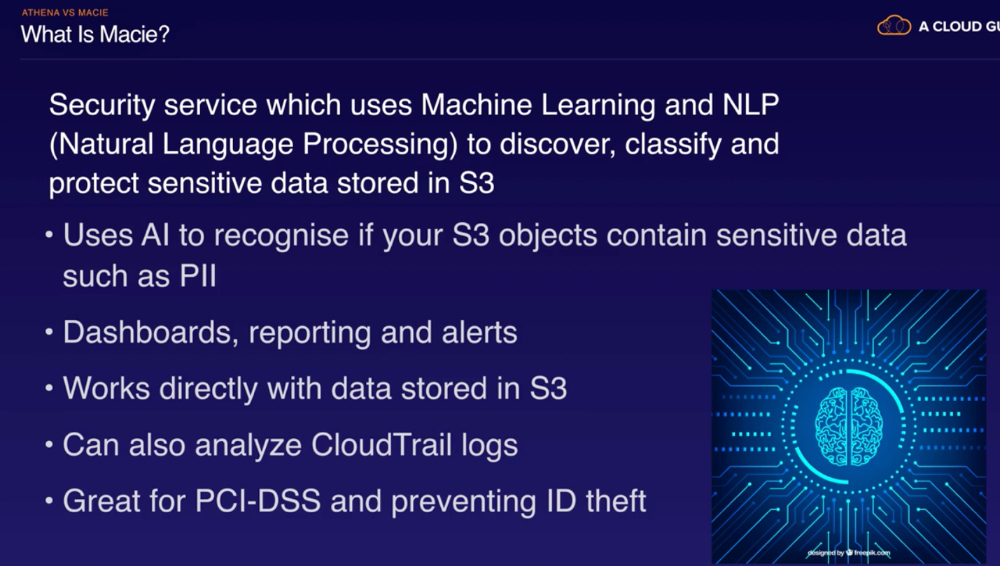 ATHENA VS MACIE
What Is Macie?
A CLOUD GU
Security service which uses Machine Learning and NLP
(Natural Language Processing) to discover, classify and
protect sensitive data stored in S3
• Uses AI to recognise if your S3 objects contain sensitive data
such as PII
• Dashboards, reporting and alerts
• Works directly with data stored in S3
• Can also analyze CloudTrail logs
• Great for PCI-DSS and preventing ID theft
designed by freepik.com